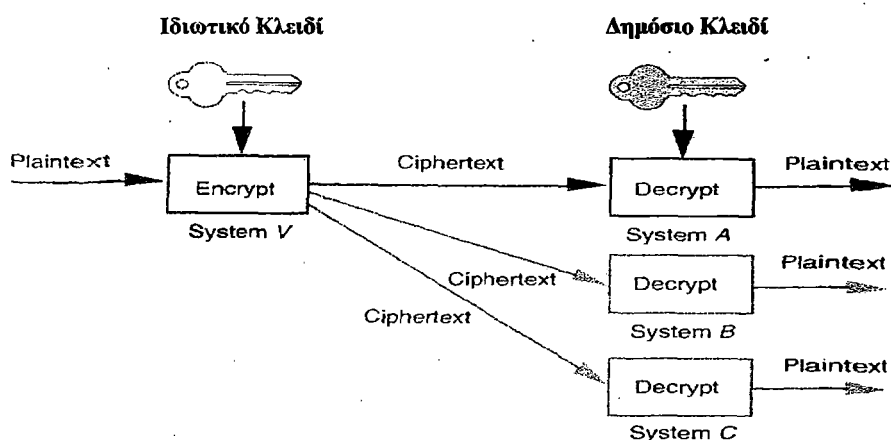 Ιδιωτικό Κλειδί
Δημόσιο Κλειδί
Plaintext
Encrypt
System V
Ciphertext
Ciphertext
Ciphertext
Decrypt
System A
Plaintext
Decrypt
System B
Plaintext
Decrypt
System C
Plaintext